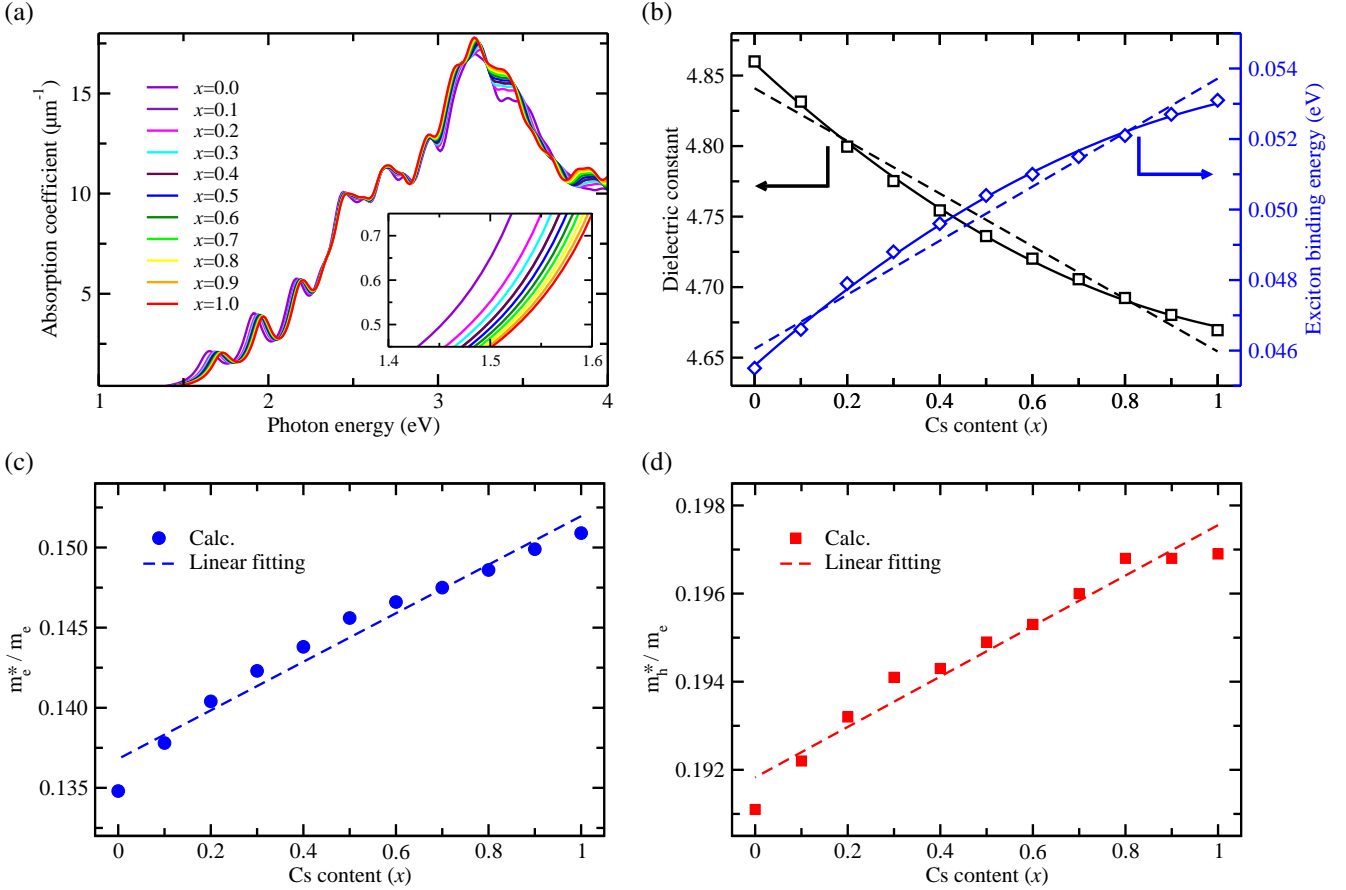 (a)
Absorption coefficient (μm⁻¹)
15
10
5
x=0.0
x=0.1
x=0.2
x=0.3
x=0.4
x=0.5
x=0.6
x=0.7
x=0.8
x=0.9
x=1.0
0.7
0.6
0.5
0.4
1.4
1.5
1.6
1
2
3
4
Photon energy (eV)
(b)
Dielectric constant
4.85
4.80
4.75
4.70
4.65
0.054
0.052
0.050
0.048
0.046
Exciton binding energy (eV)
0
0.2
0.4
0.6
0.8
1
Cs content (x)
(c)
mₑ*/ mₑ
0.150
0.145
0.140
0.135
Calc.
Linear fitting
0
0.2
0.4
0.6
0.8
1
Cs content (x)
(d)
mₕ*/ mₑ
0.198
0.196
0.194
0.192
Calc.
Linear fitting
0
0.2
0.4
0.6
0.8
1
Cs content (x)